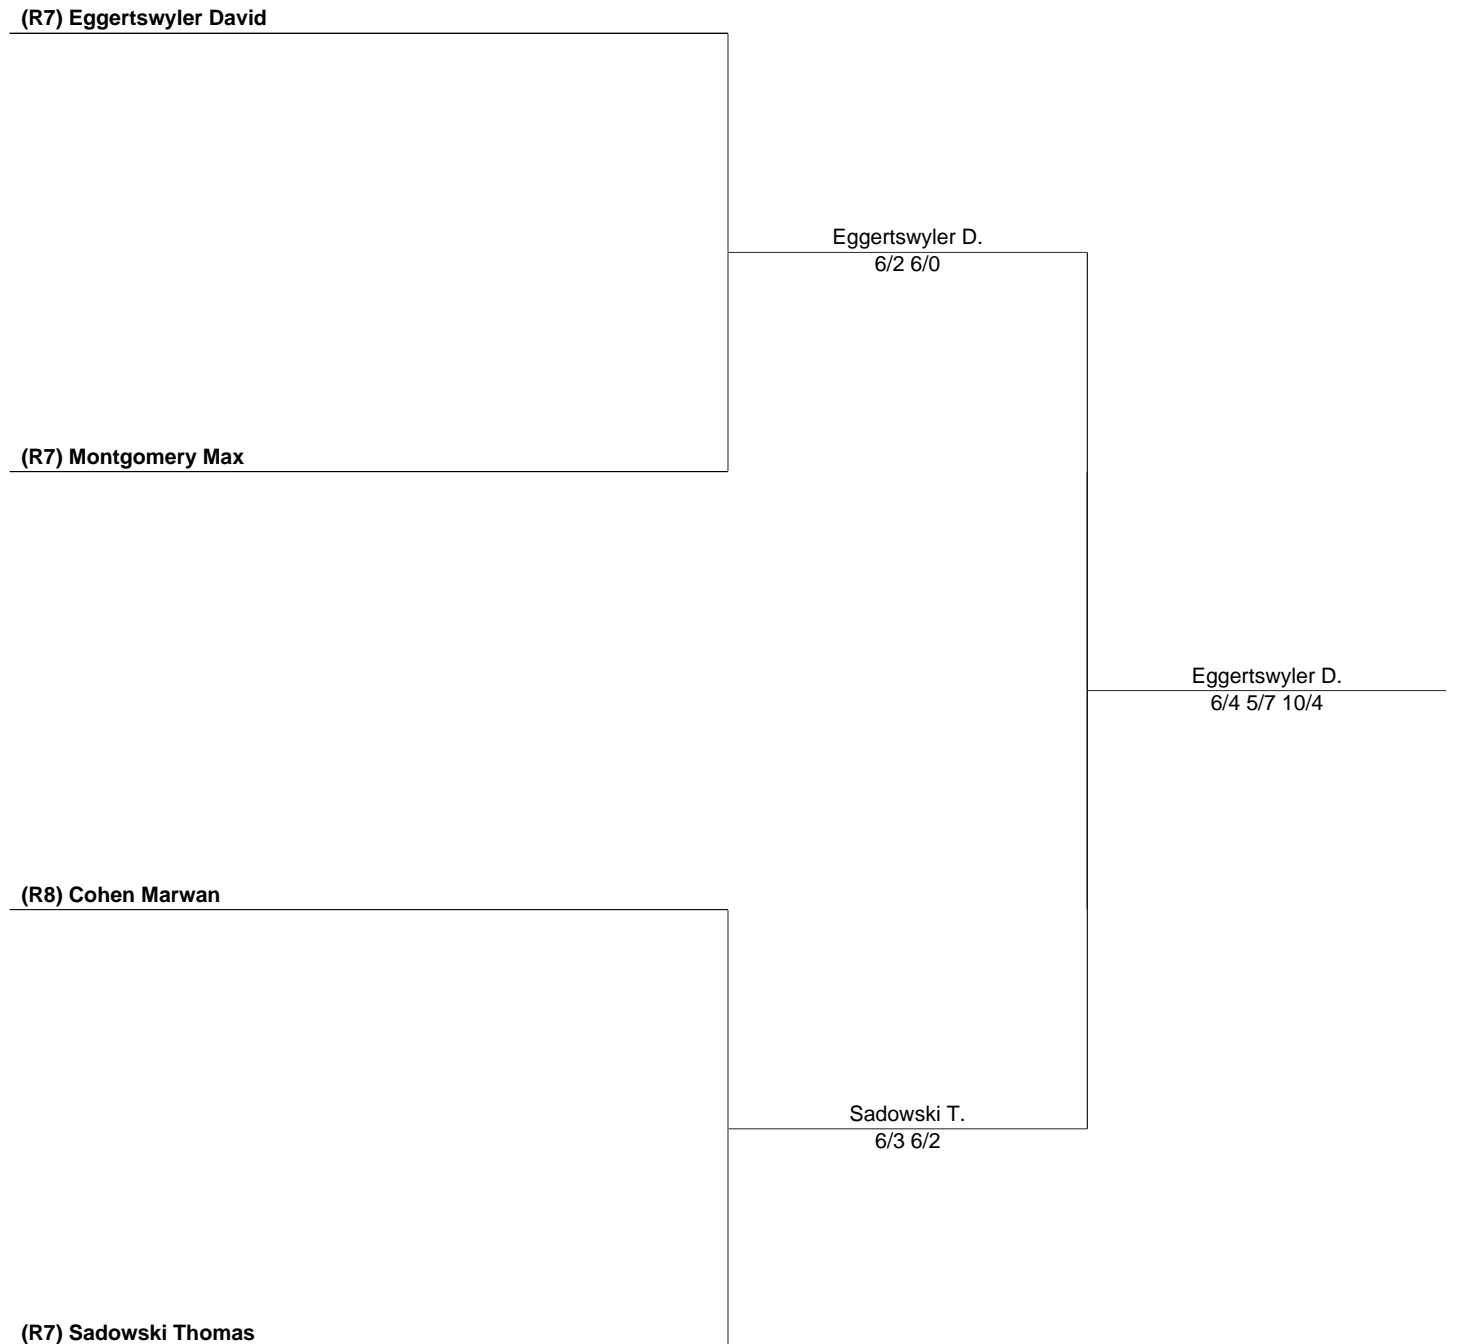 (R7) Eggertswyler David
Eggertswyler D.
6/2 6/0
(R7) Montgomery Max
Eggertswyler D.
6/4 5/7 10/4
(R8) Cohen Marwan
Sadowski T.
6/3 6/2
(R7) Sadowski Thomas